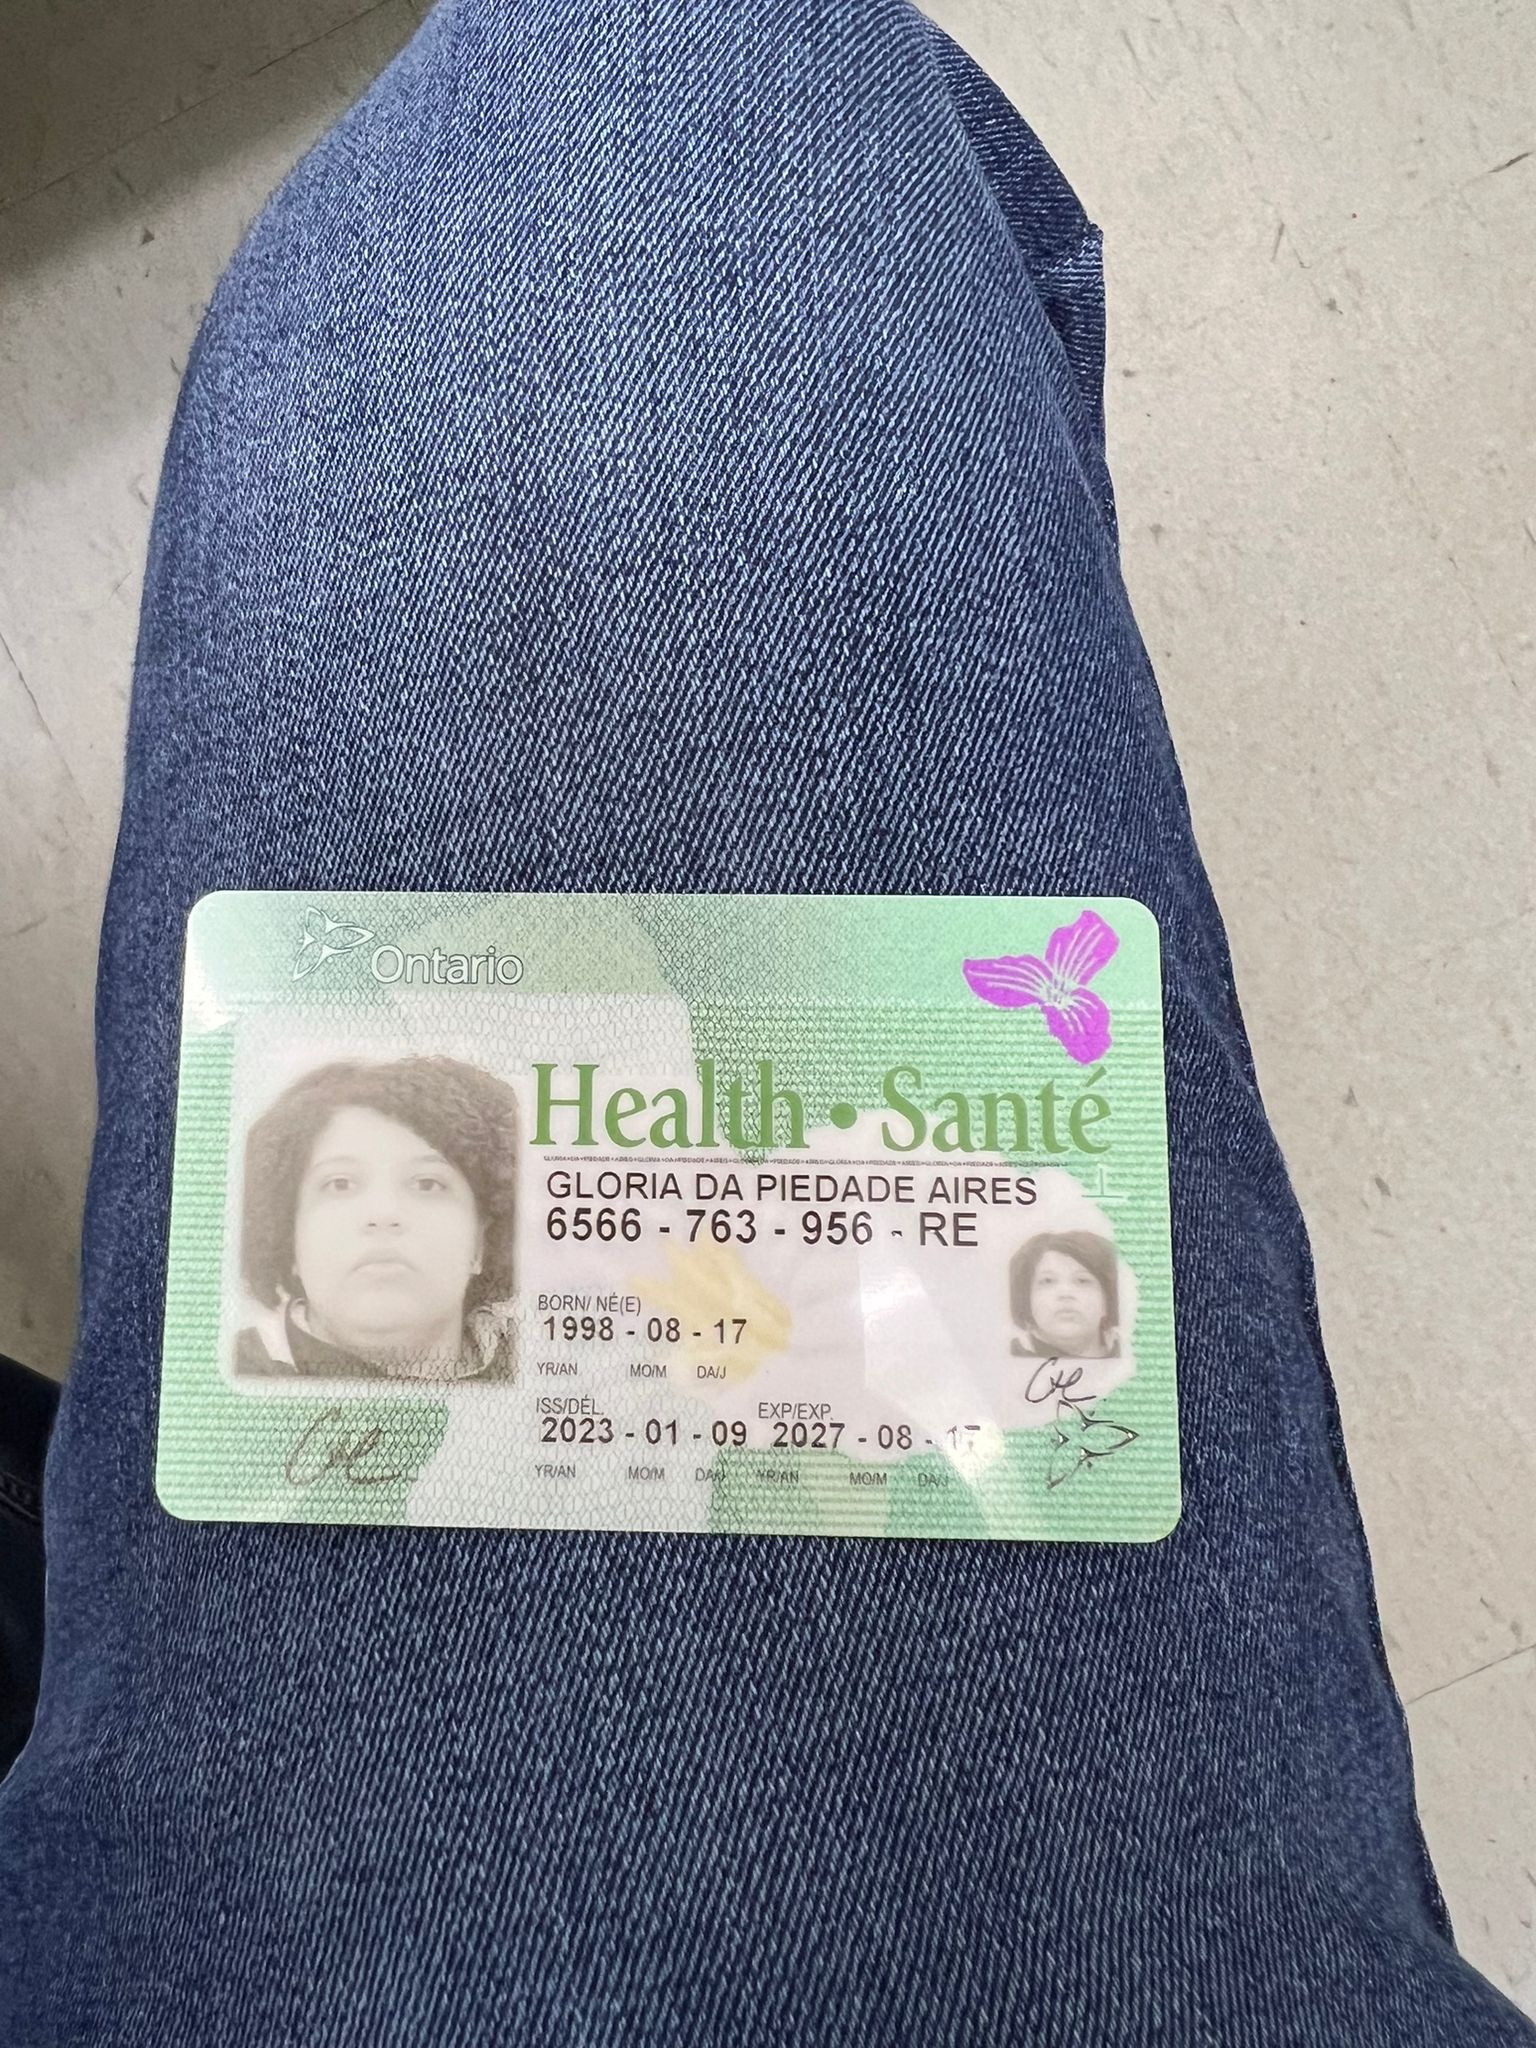 Ontario
Health • Santé
GLORIA DA PIEDADE AIRES
6566 - 763 - 956 - RE
BORN/ NÉ(E)
1998 - 08 - 17
YR/AN MO/M DA/J
ISS/DÉL. EXP/EXP.
2023 - 01 - 09 2027 - 08 - 17
YR/AN MO/M DA/J YR/AN MO/M DA/J